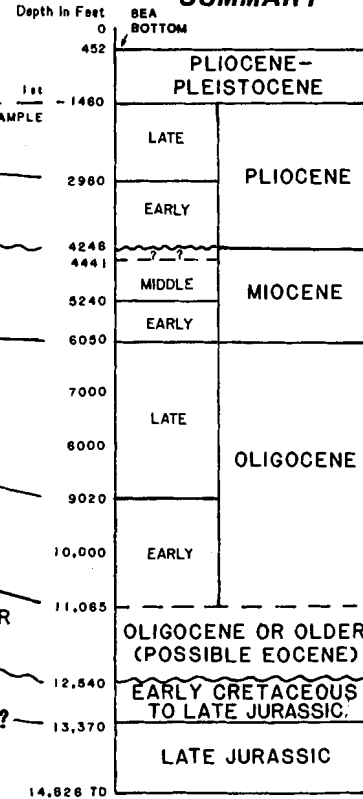 SUMMARY
Depth in Feet
SEA
BOTTOM
0
452
PLIOCENE-
PLEISTOCENE
1st
1460
AMPLE
LATE
PLIOCENE
2980
EARLY
4246
? ?
4441
MIDDLE
MIOCENE
5240
EARLY
6050
7000
LATE
6000
OLIGOCENE
9020
10,000
EARLY
11,065
R
OLIGOCENE OR OLDER
(POSSIBLE EOCENE)
12,540
EARLY CRETACEOUS
TO LATE JURASSIC
?
13,370
LATE JURASSIC
14,826 TD